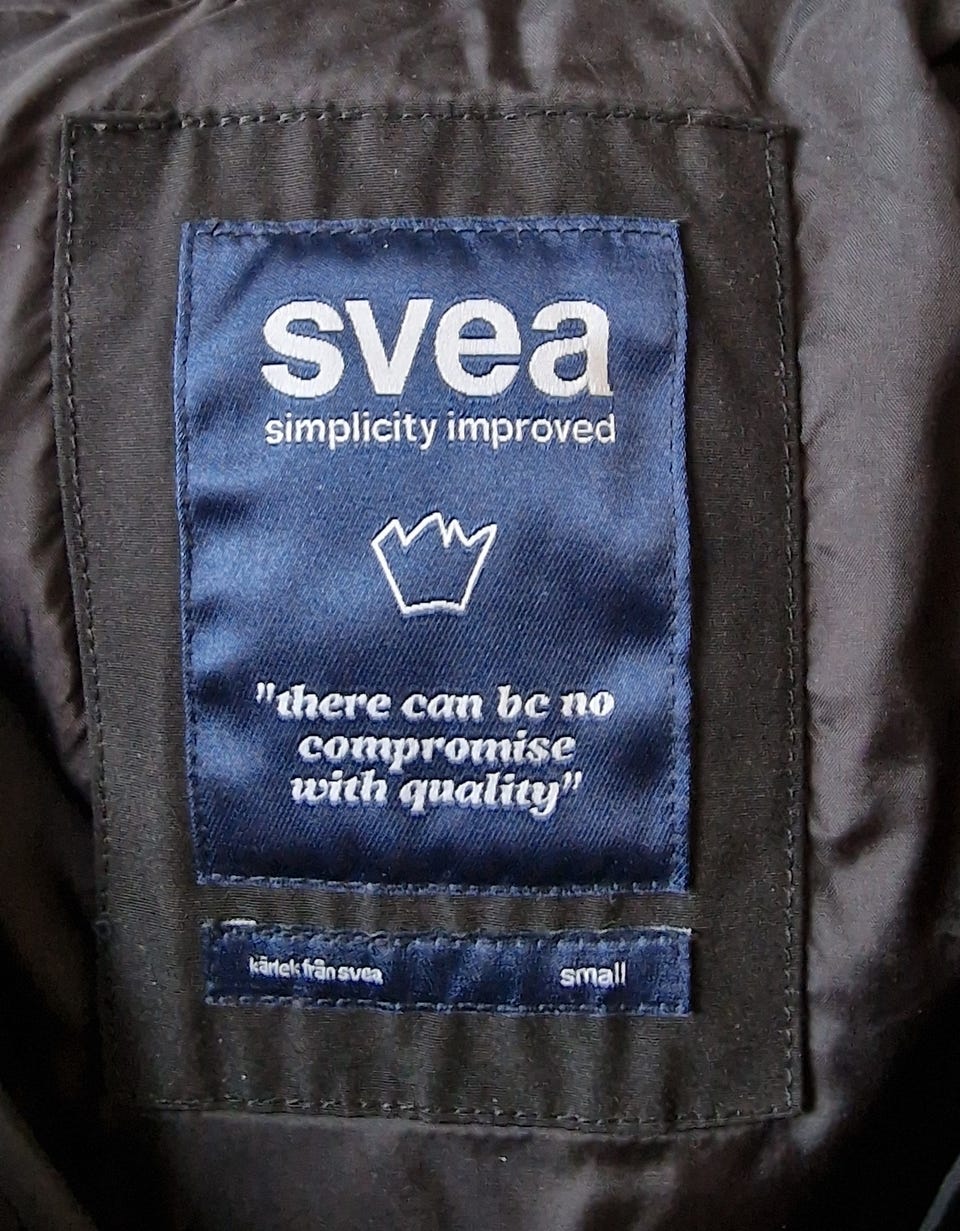 svea
simplicity improved
"there can be no
compromise
with quality"
kärlek från svea
small